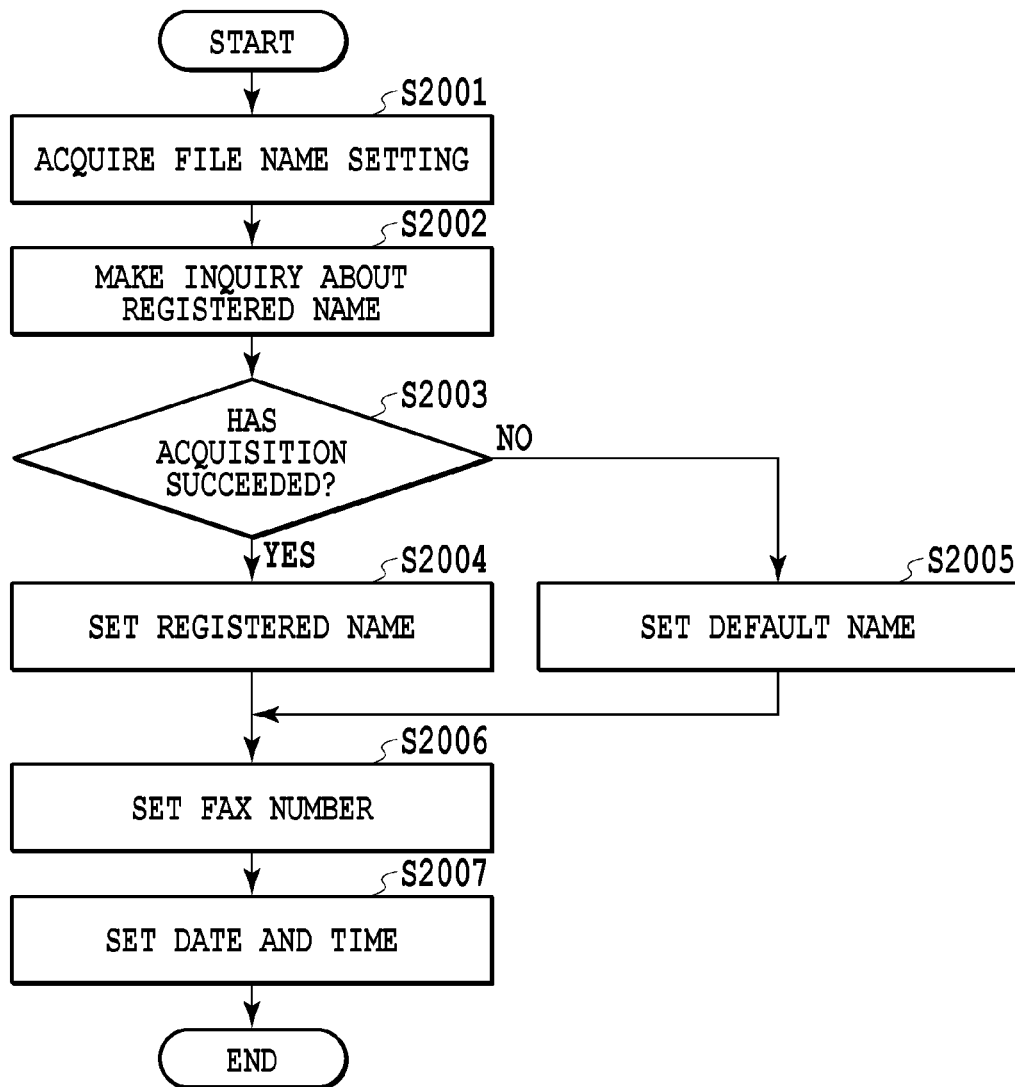 START
S2001
ACQUIRE FILE NAME SETTING
S2002
MAKE INQUIRY ABOUT
REGISTERED NAME
S2003
HAS
ACQUISITION
SUCCEEDED?
NO
YES
S2004
SET REGISTERED NAME
S2005
SET DEFAULT NAME
S2006
SET FAX NUMBER
S2007
SET DATE AND TIME
END